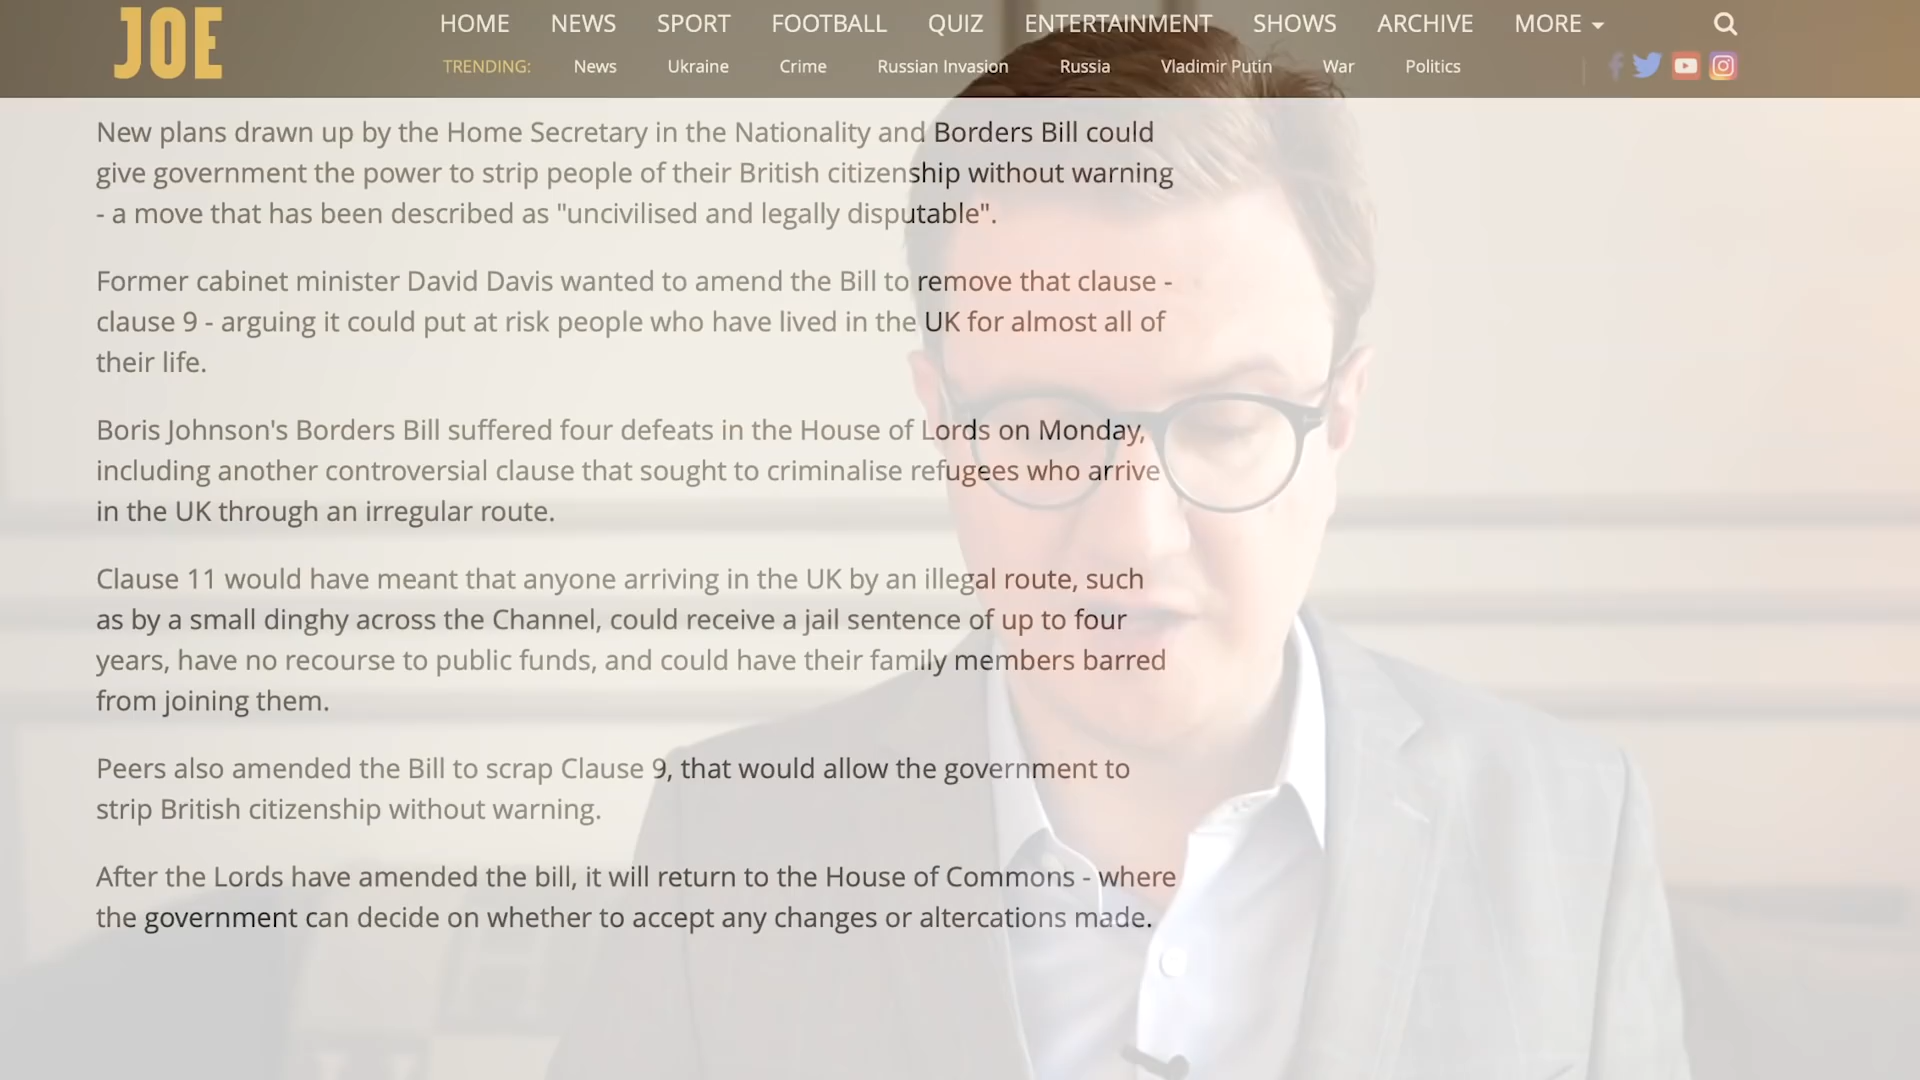 JOE
HOME NEWS SPORT FOOTBALL QUIZ ENTERTAINMENT SHOWS ARCHIVE MORE
TRENDING: News Ukraine Crime Russian Invasion Russia Vladimir Putin War Politics
New plans drawn up by the Home Secretary in the Nationality and Borders Bill could
give government the power to strip people of their British citizenship without warning
- a move that has been described as "uncivilised and legally disputable".
Former cabinet minister David Davis wanted to amend the Bill to remove that clause -
clause 9 - arguing it could put at risk people who have lived in the UK for almost all of
their life.
Boris Johnson's Borders Bill suffered four defeats in the House of Lords on Monday,
including another controversial clause that sought to criminalise refugees who arrive
in the UK through an irregular route.
Clause 11 would have meant that anyone arriving in the UK by an illegal route, such
as by a small dinghy across the Channel, could receive a jail sentence of up to four
years, have no recourse to public funds, and could have their family members barred
from joining them.
Peers also amended the Bill to scrap Clause 9, that would allow the government to
strip British citizenship without warning.
After the Lords have amended the bill, it will return to the House of Commons - where
the government can decide on whether to accept any changes or altercations made.